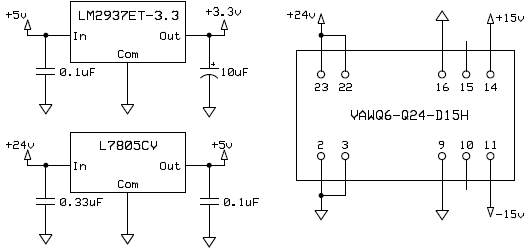 +5v
LM2937ET-3.3
+3.3v
In
Out
Com
0.1uF
+
10uF
+24v
L7805CV
+5v
In
Out
Com
0.33uF
0.1uF
+24v
+15v
23 22 16 15 14
VAWQ6-Q24-D15H
2 3 9 10 11
-15v